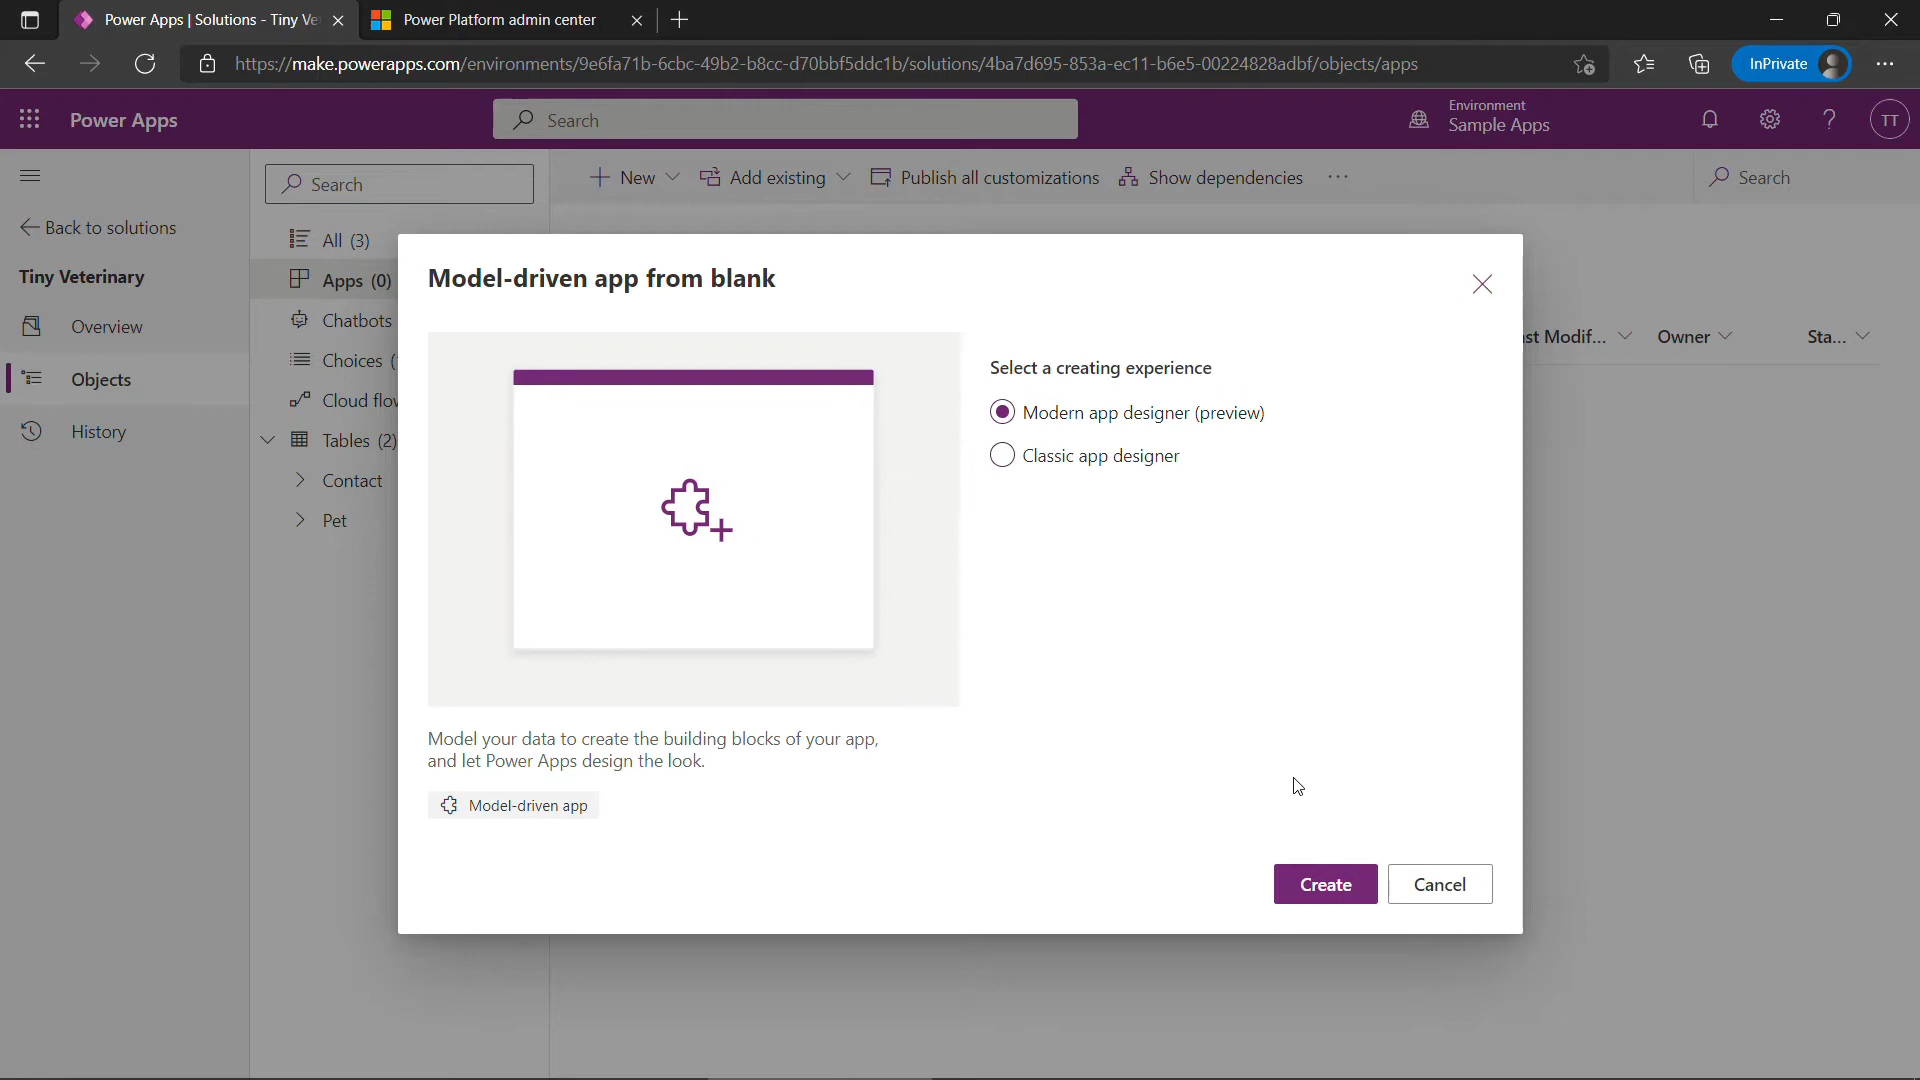 Power Apps | Solutions - Tiny Ve
Power Platform admin center
https://make.powerapps.com/environments/9e6fa71b-6cbc-49b2-b8cc-d70bbf5ddc1b/solutions/4ba7d695-853a-ec11-b6e5-00224828adbf/objects/apps
InPrivate
Power Apps
Search
Environment
Sample Apps
TT
Search
New
Add existing
Publish all customizations
Show dependencies
Search
Back to solutions
Tiny Veterinary
Overview
Objects
History
All (3)
Apps (0)
Chatbots
Choices (
Cloud flow
Tables (2)
Contact
Pet
ast Modif...
Owner
Sta...
Model-driven app from blank
Select a creating experience
Modern app designer (preview)
Classic app designer
Model your data to create the building blocks of your app,
and let Power Apps design the look.
Model-driven app
Create
Cancel